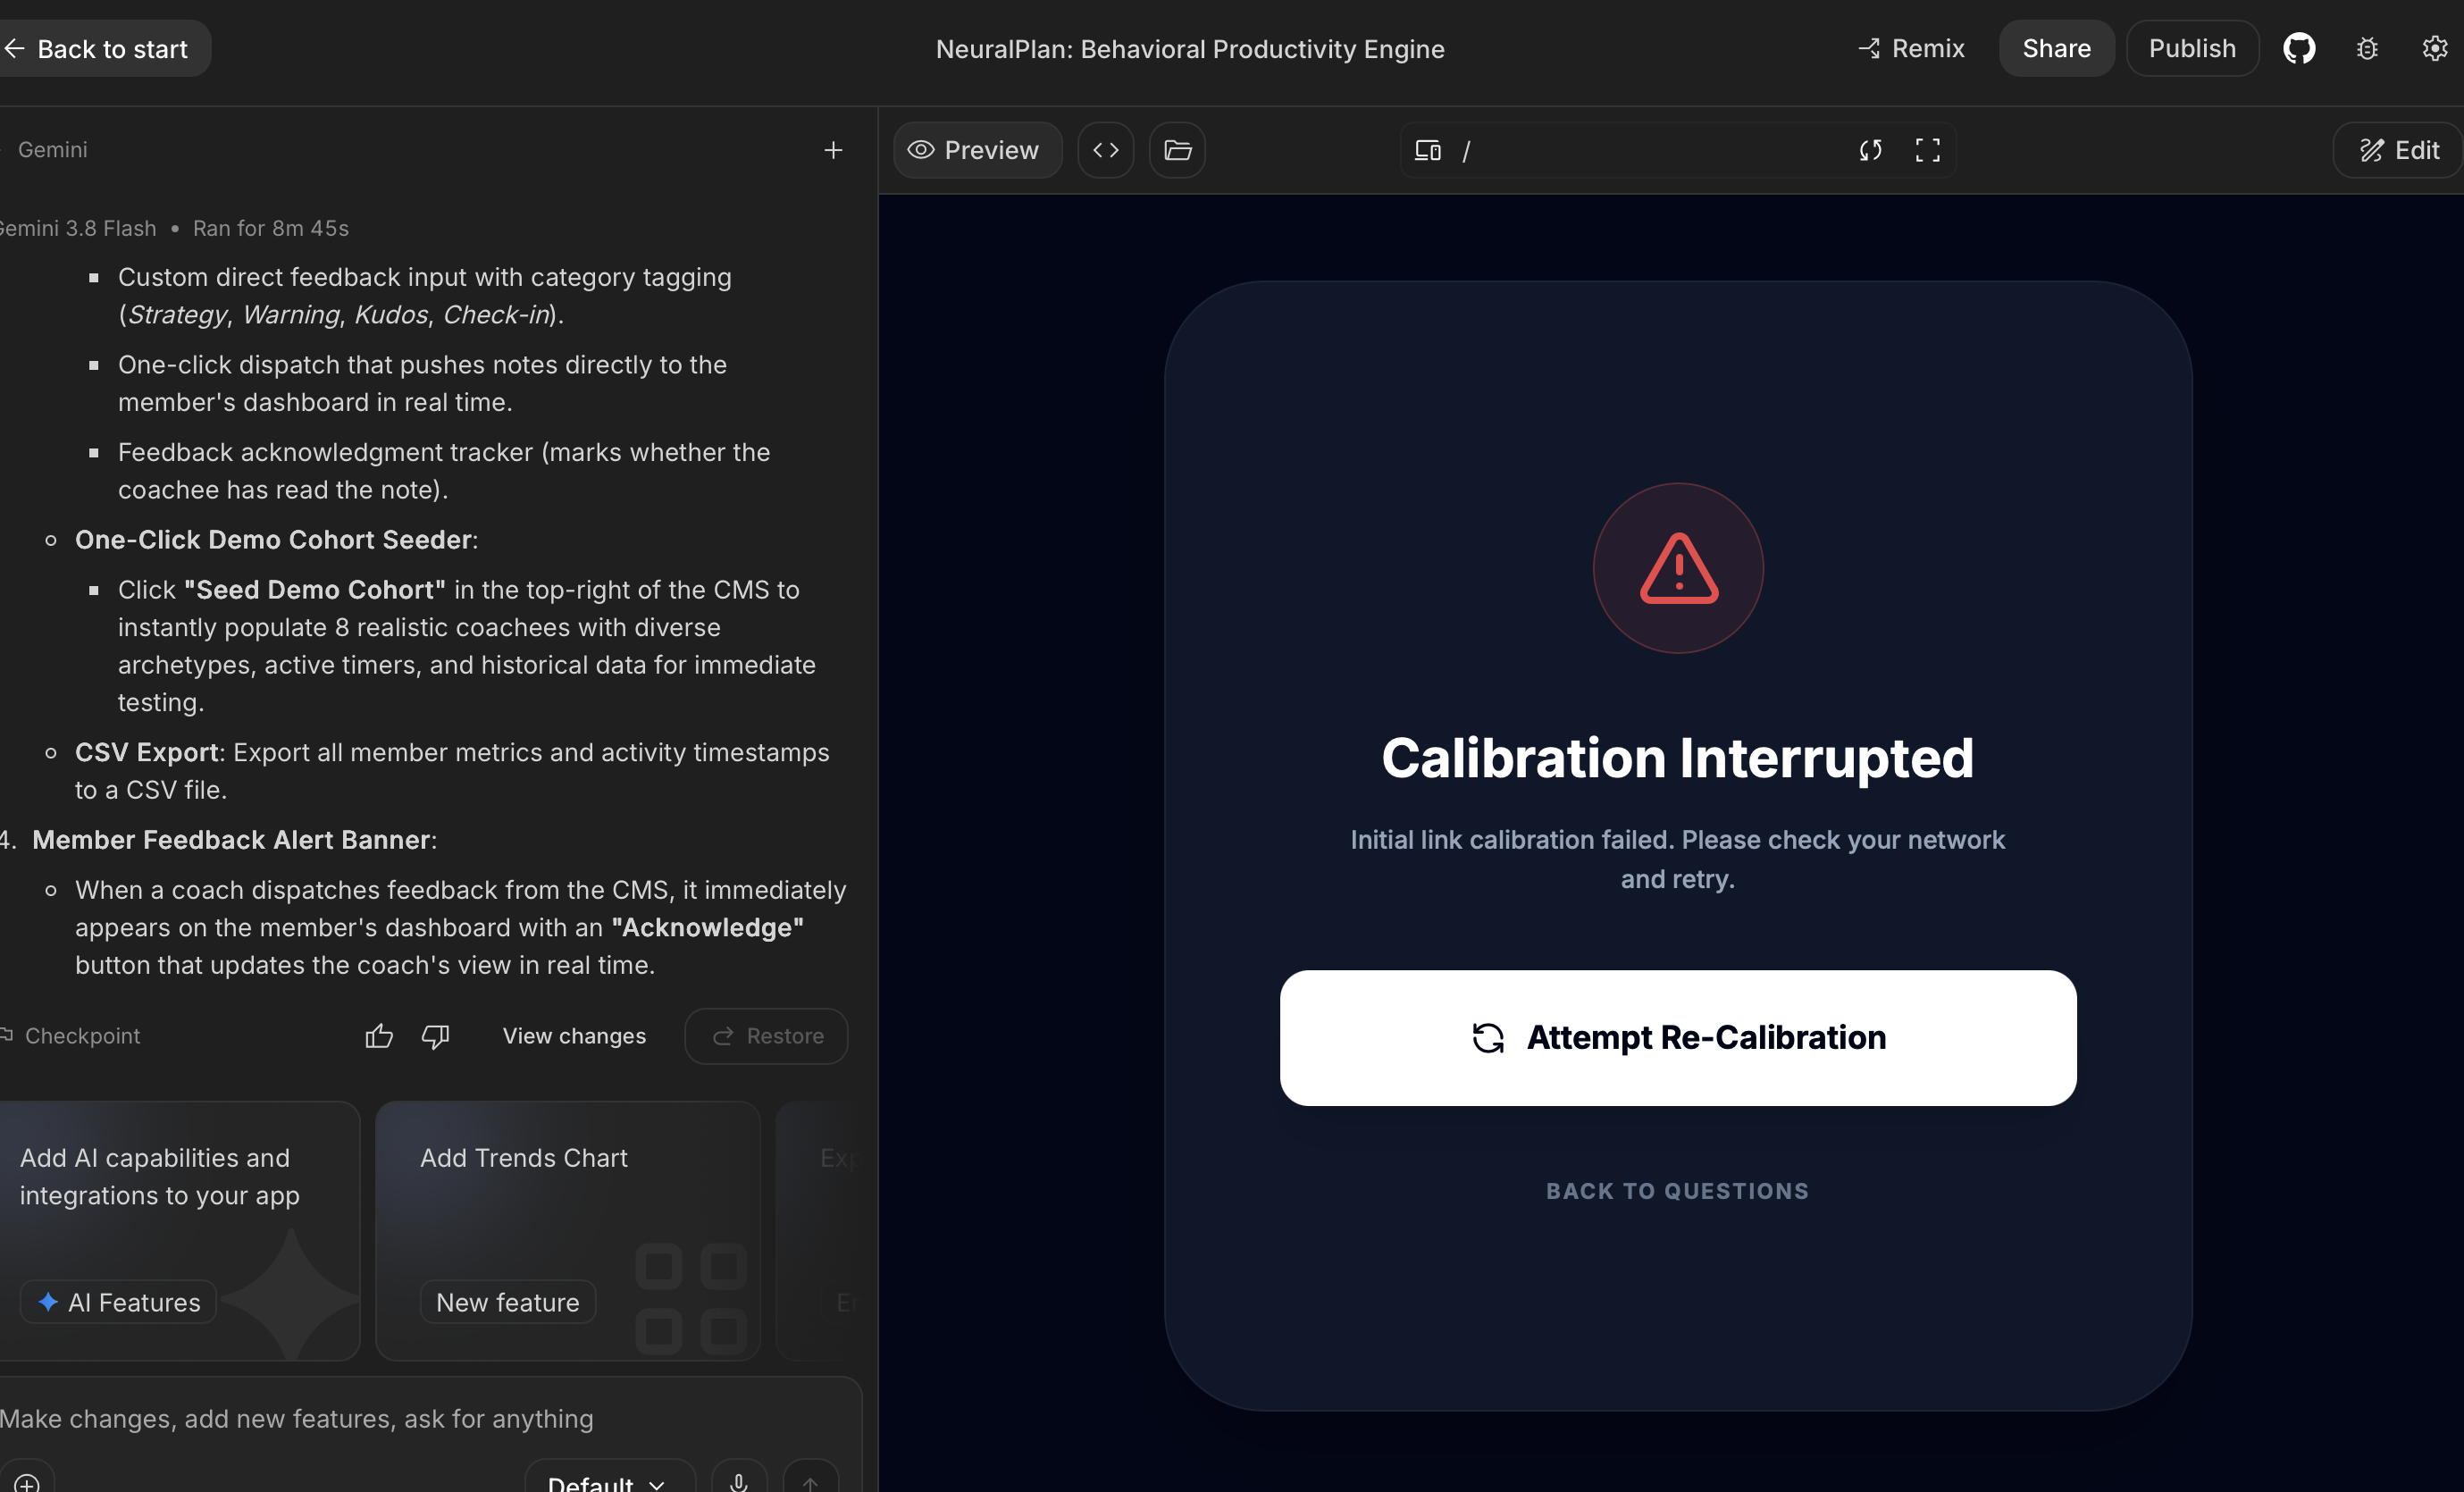 Back to start
NeuralPlan: Behavioral Productivity Engine
Remix
Share
Publish
Gemini
Gemini 3.8 Flash • Ran for 8m 45s
Custom direct feedback input with category tagging
(Strategy, Warning, Kudos, Check-in).
One-click dispatch that pushes notes directly to the
member's dashboard in real time.
Feedback acknowledgment tracker (marks whether the
coachee has read the note).
One-Click Demo Cohort Seeder:
Click "Seed Demo Cohort" in the top-right of the CMS to
instantly populate 8 realistic coachees with diverse
archetypes, active timers, and historical data for immediate
testing.
CSV Export: Export all member metrics and activity timestamps
to a CSV file.
4. Member Feedback Alert Banner:
When a coach dispatches feedback from the CMS, it immediately
appears on the member's dashboard with an "Acknowledge"
button that updates the coach's view in real time.
Checkpoint
View changes
Restore
Add AI capabilities and
integrations to your app
AI Features
Add Trends Chart
New feature
Make changes, add new features, ask for anything
Default
Preview
/
Edit
Calibration Interrupted
Initial link calibration failed. Please check your network
and retry.
Attempt Re-Calibration
BACK TO QUESTIONS